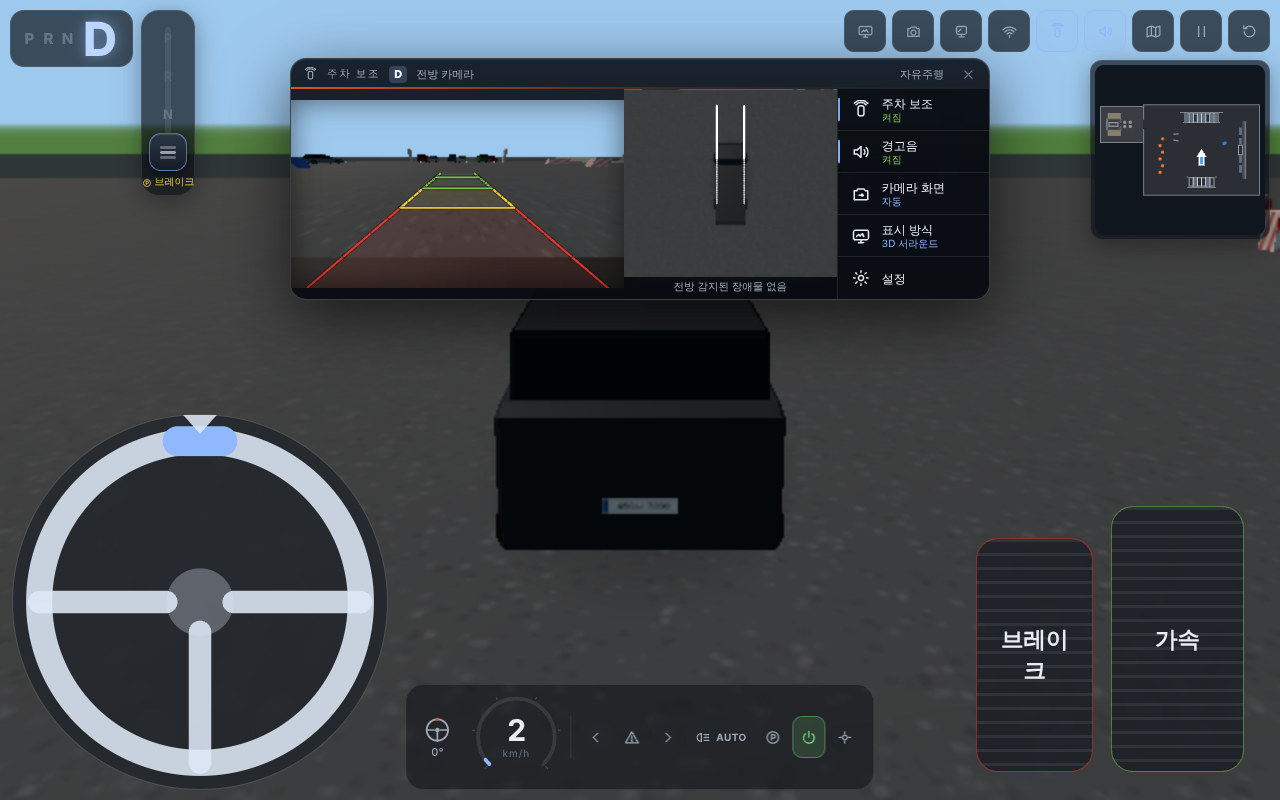 P R N D
P
R
N
Ⓟ 브레이크
주차 보조 D 전방 카메라
자유주행
주차 보조
켜짐
경고음
켜짐
카메라 화면
자동
표시 방식
3D 서라운드
설정
전방 감지된 장애물 없음
0°
2
km/h
AUTO
P
브레이
크
가속